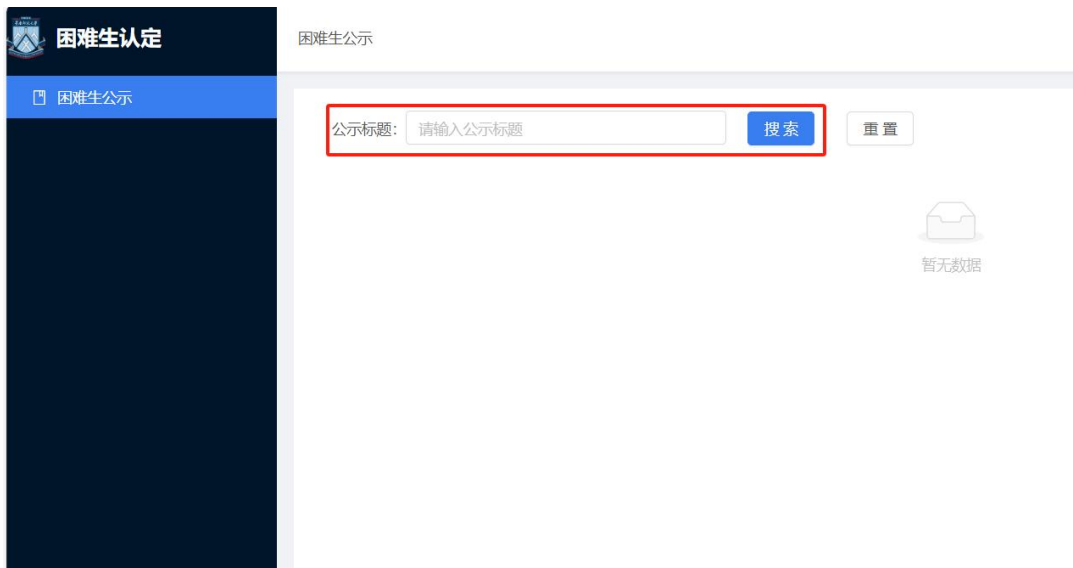 困难生认定
困难生公示
困难生公示
公示标题： 请输入公示标题 搜 索 重 置
暂无数据